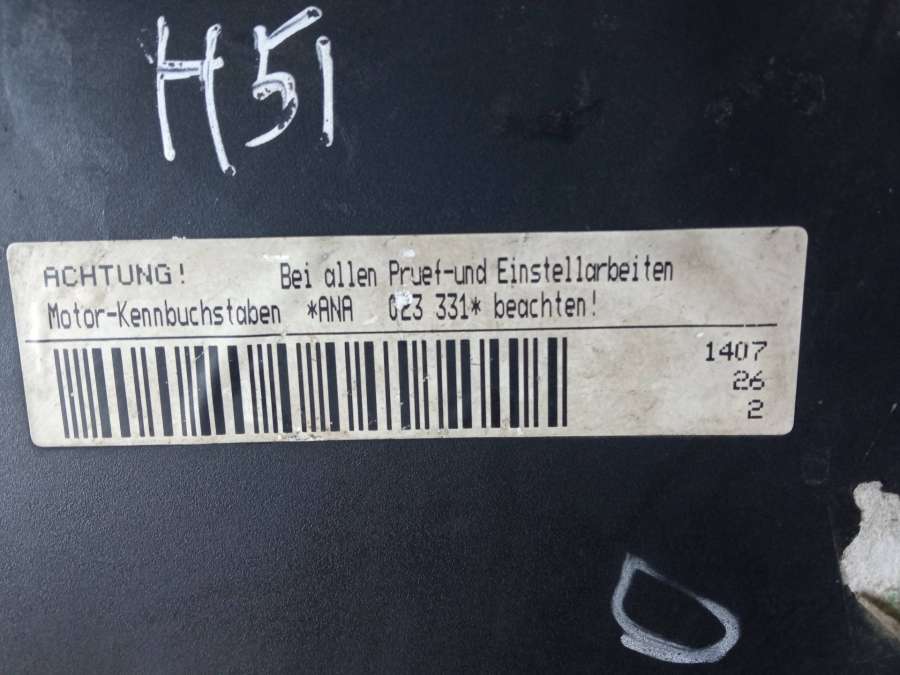 H51
ACHTUNG! Bei allen Pruef-und Einstellarbeiten
Motor-Kennbuchstaben *ANA 023 331* beachten!
1407
26
2